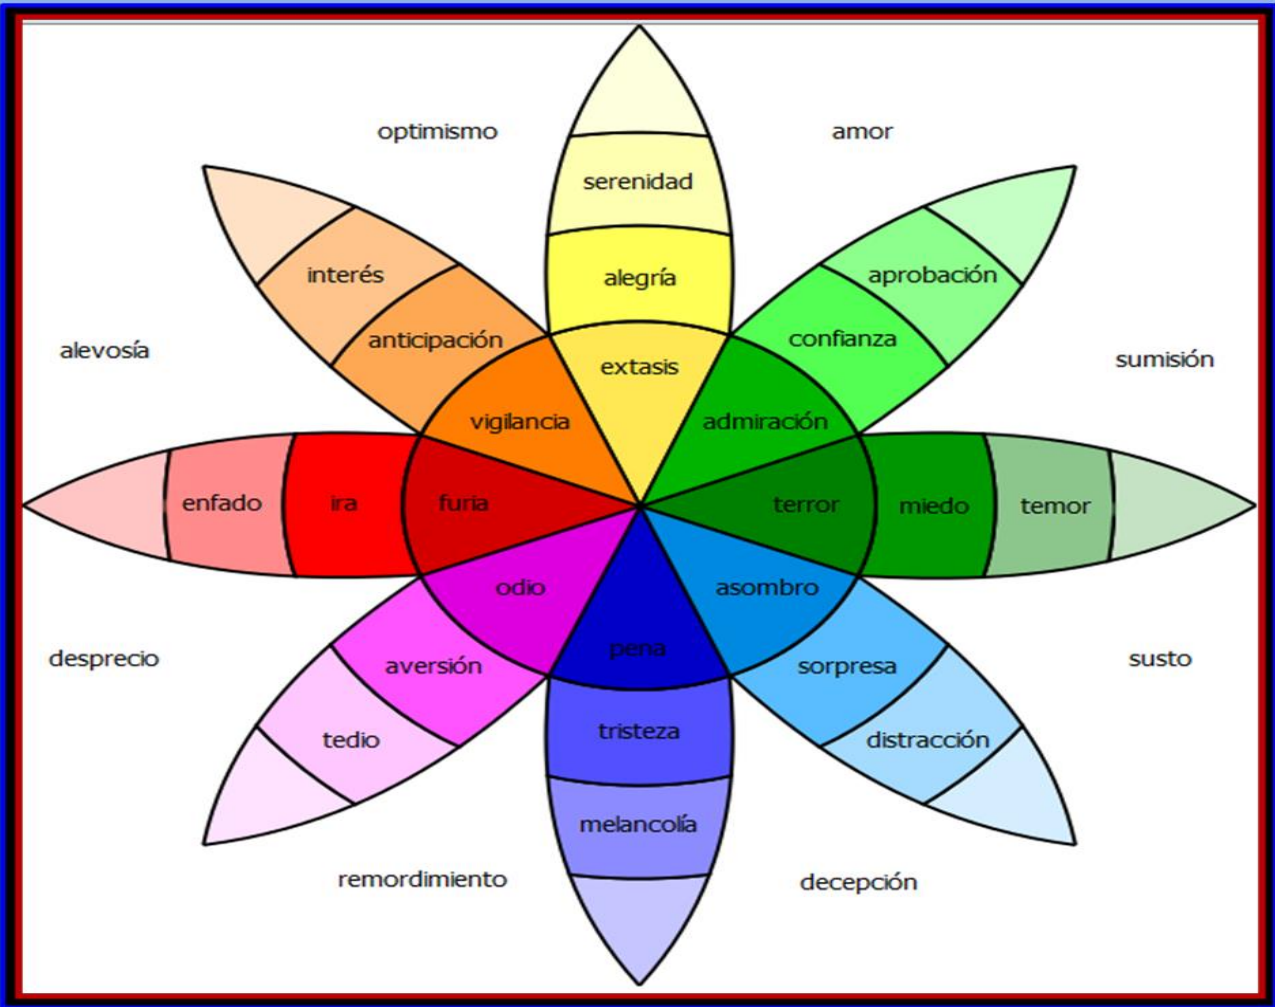 optimismo
amor
serenidad
interés
alegría
aprobación
anticipación
confianza
alevosía
extasis
sumisión
vigilancia
admiración
enfado
ira
furia
terror
miedo
temor
odio
asombro
desprecio
aversión
pena
sorpresa
susto
tedio
tristeza
distracción
melancolía
remordimiento
decepción